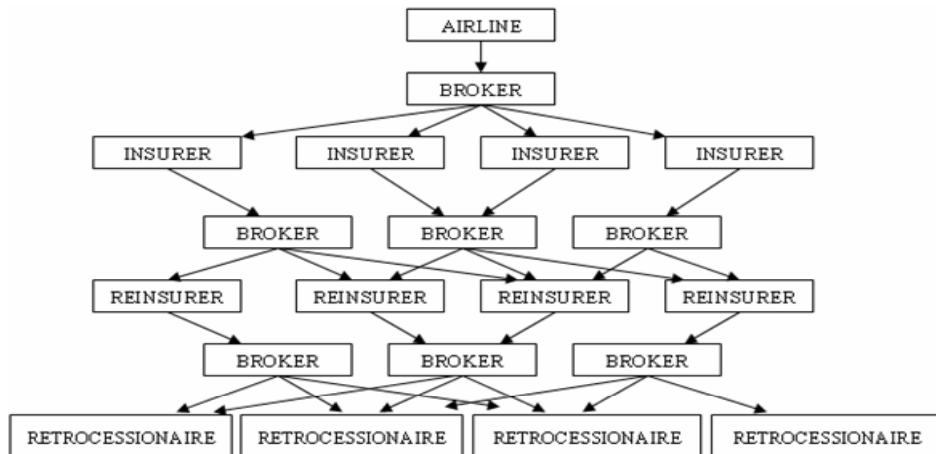 AIRLINE
BROKER
INSURER INSURER INSURER INSURER
BROKER BROKER BROKER
REINSURER REINSURER REINSURER REINSURER
BROKER BROKER BROKER
RETROCESSIONAIRE RETROCESSIONAIRE RETROCESSIONAIRE RETROCESSIONAIRE